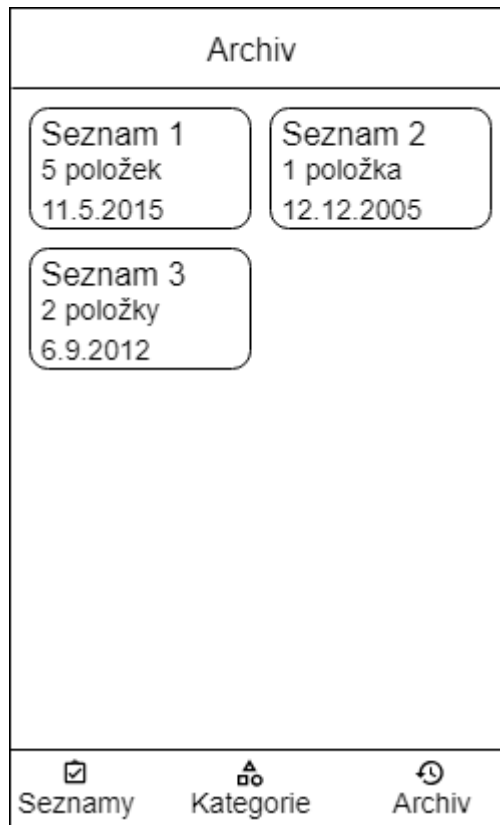 Archiv
Seznam 1
5 položek
11.5.2015
Seznam 2
1 položka
12.12.2005
Seznam 3
2 položky
6.9.2012
Seznamy
Kategorie
Archiv